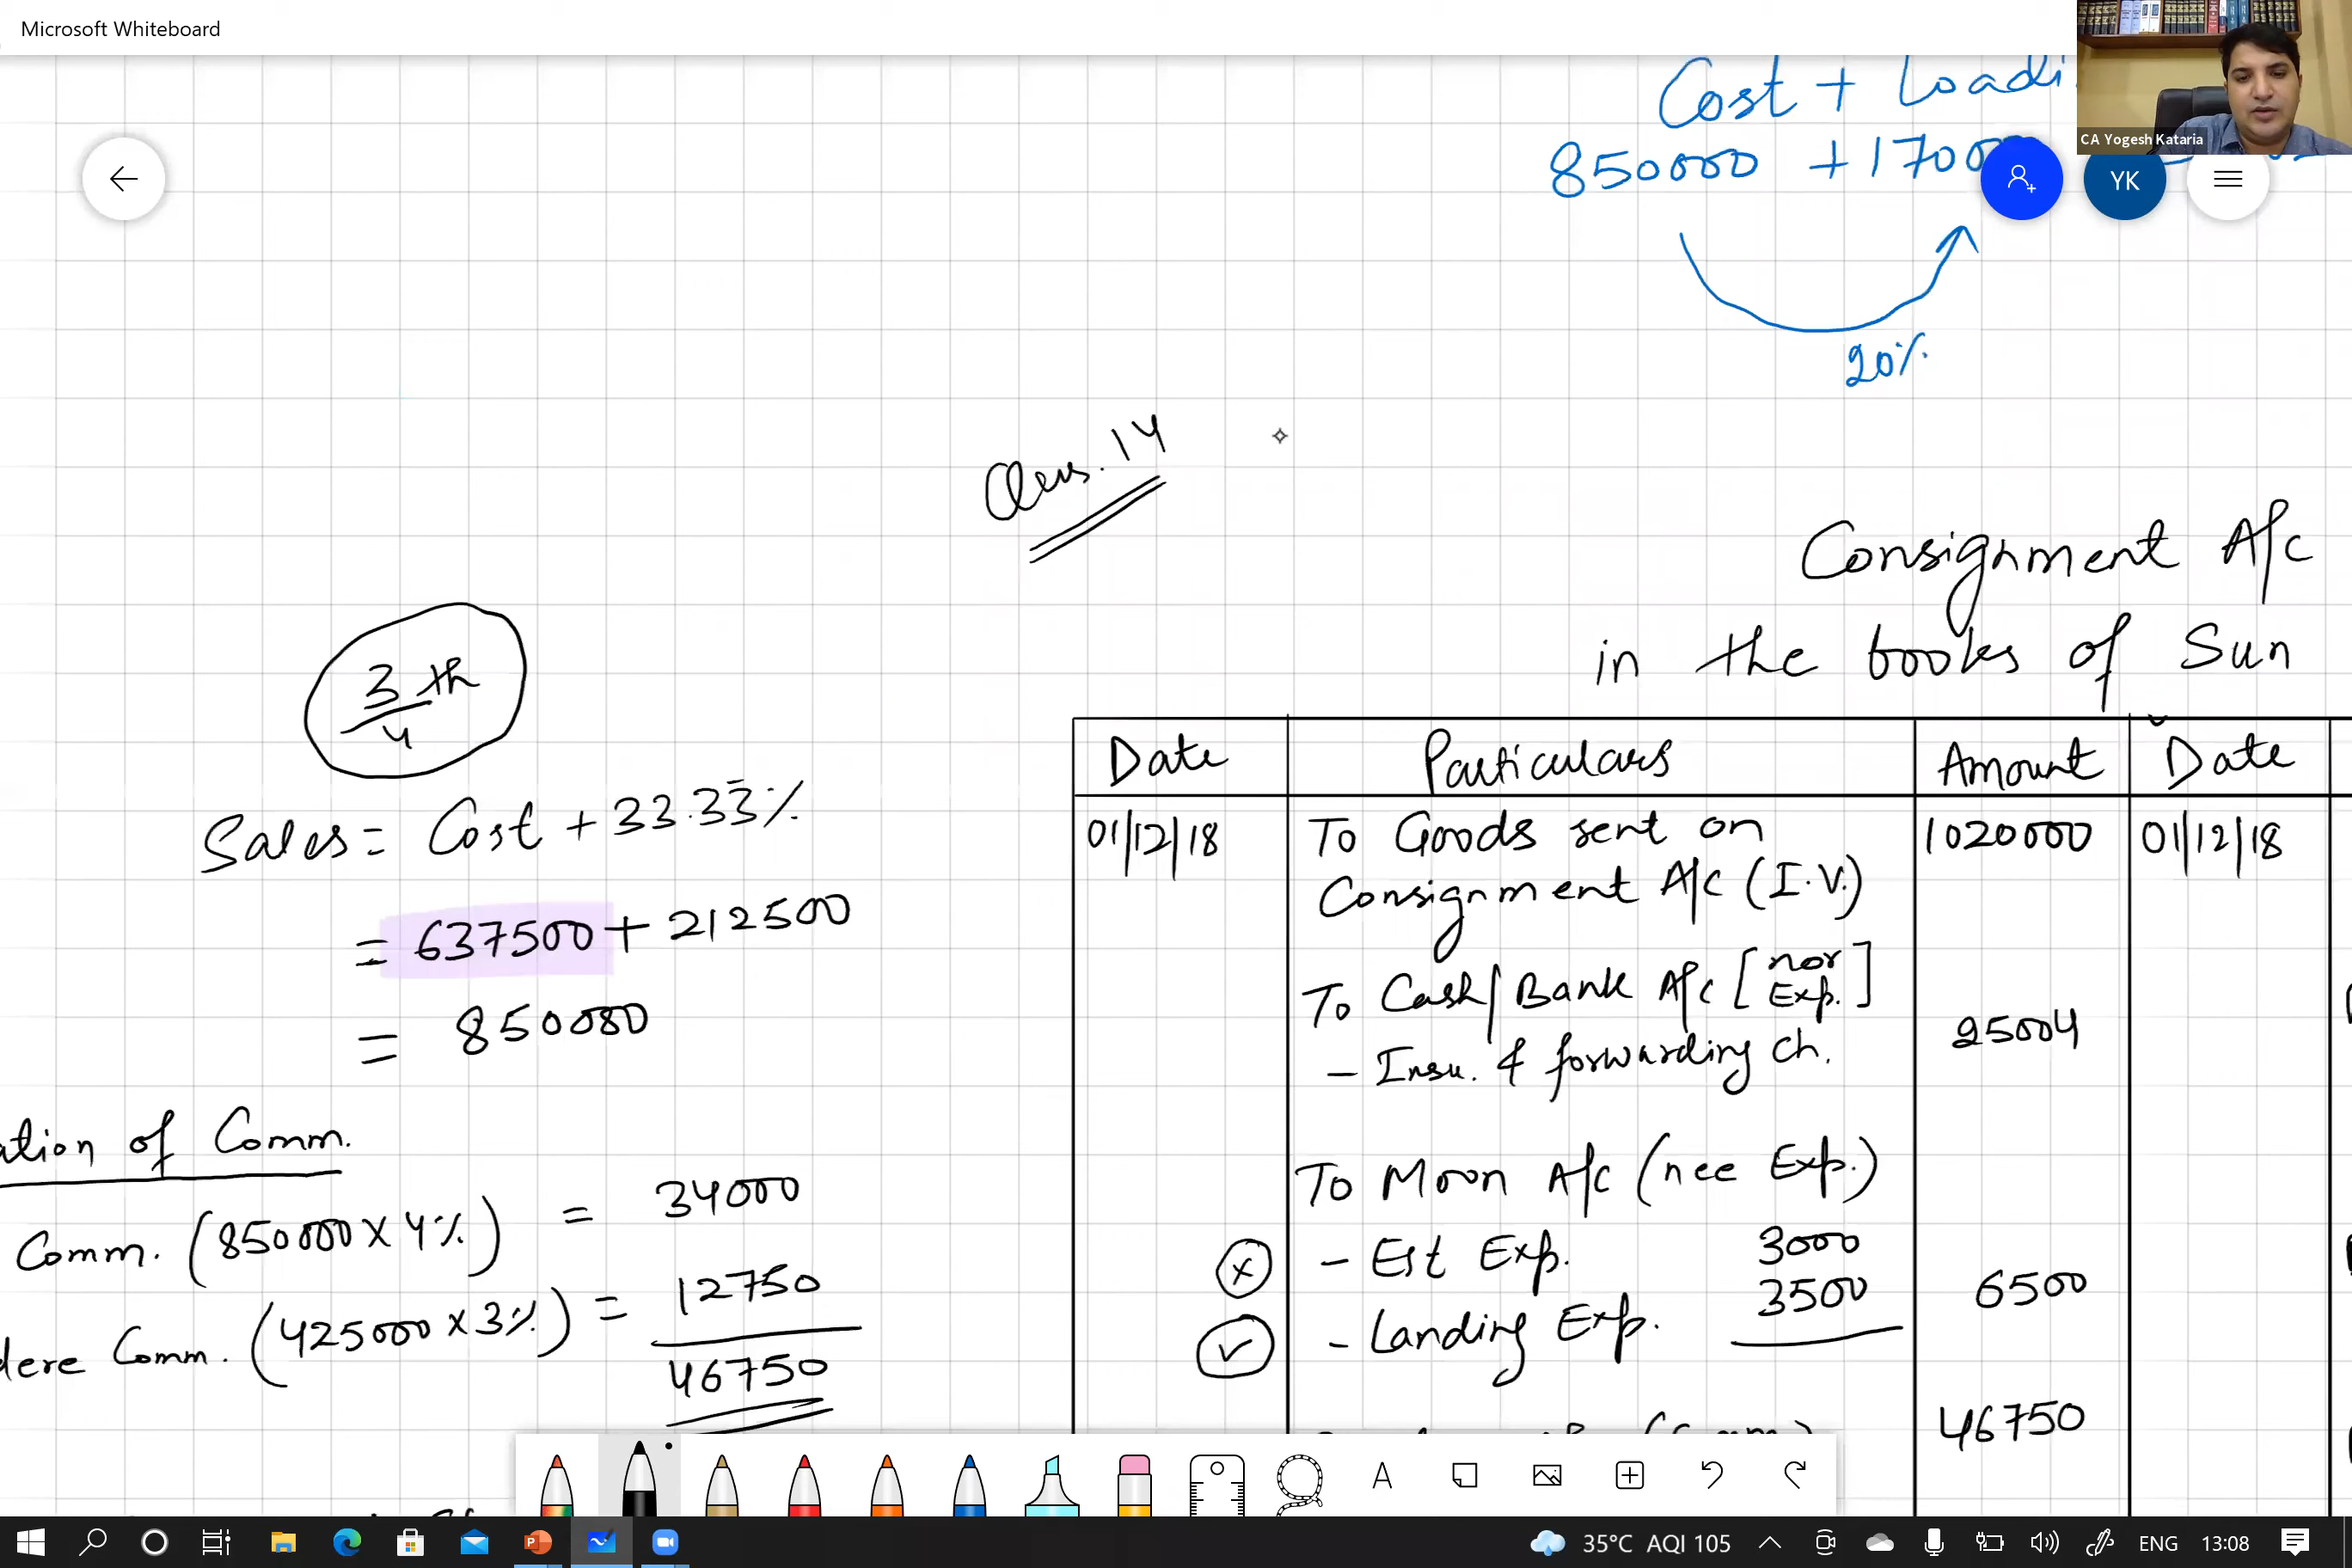 Microsoft Whiteboard
Cost + Loadi
850000 + 1700
CA Yogesh Kataria
YK
20%
Ques. 14
Consignment A/c
in the books of Sun
3/4 th
Sales = Cost + 33.33%
= 637500 + 212500
= 850000
ation of Comm.
Comm. (850000 x 4%) = 34000
dere Comm. (425000 x 3%) = 12750
46750
Date Particulars Amount Date
01/12/18 To Goods sent on 1020000 01/12/18
Consignment A/c (I.V.)
To Cash/Bank A/c [nor Exp.]
- Insu. & forwarding Ch. 25004
To Moon A/c (nee Exp.)
x - Est Exp. 3000
✓ - Landing Exp. 3500 6500
46750
A
35°C AQI 105
ENG
13:08